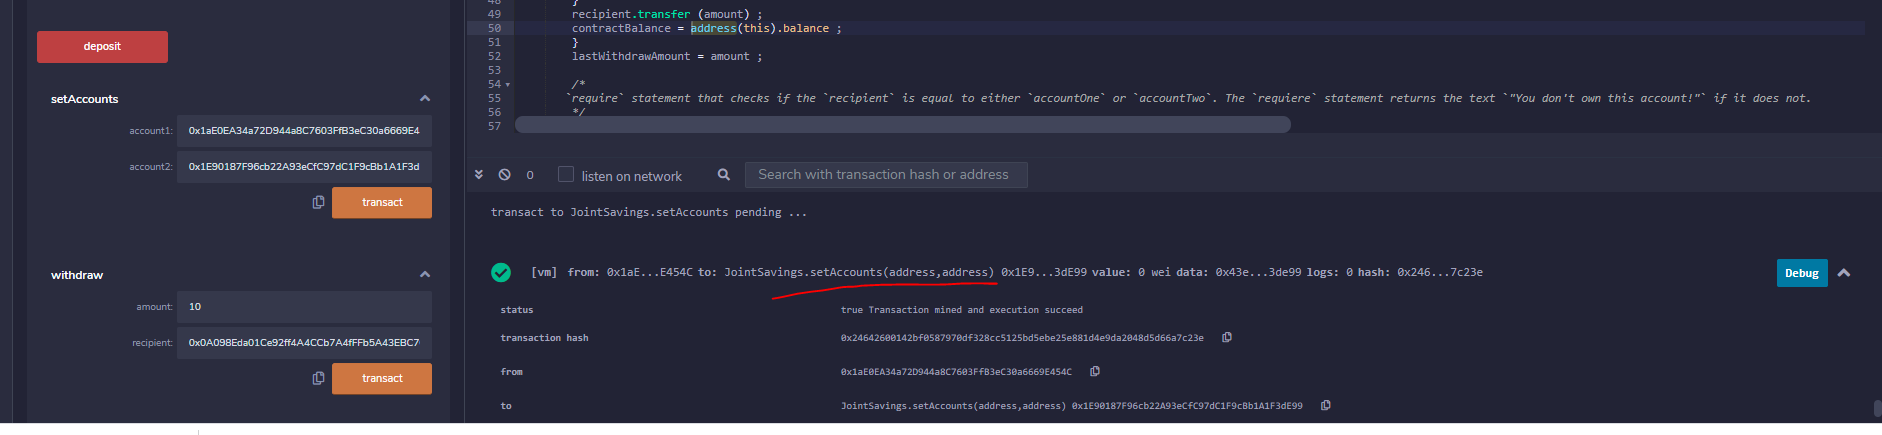 deposit
setAccounts
account1: 0x1aE0EA34a72D944a8C7603FfB3eC30a6669E4
account2: 0x1E90187F96cb22A93eCfC97dC1F9cBb1A1F3d
transact
withdraw
amount: 10
recipient: 0x0A098Eda01Ce92ff4A4CCb7A4fFFb5A43EBC7
transact
48 }
49 recipient.transfer (amount) ;
50 contractBalance = address(this).balance ;
51 }
52 lastWithdrawAmount = amount ;
53
54 /*
55 `require` statement that checks if the `recipient` is equal to either `accountOne` or `accountTwo`. The `requiere` statement returns the text `"You don't own this account!"` if it does not.
56 */
57
0 listen on network Search with transaction hash or address
transact to JointSavings.setAccounts pending ...
[vm] from: 0x1aE...E454C to: JointSavings.setAccounts(address,address) 0x1E9...3dE99 value: 0 wei data: 0x43e...3de99 logs: 0 hash: 0x246...7c23e Debug
status true Transaction mined and execution succeed
transaction hash 0x24642600142bf0587970df328cc5125bd5ebe25e881d4e9da2048d5d66a7c23e
from 0x1aE0EA34a72D944a8C7603FfB3eC30a6669E454C
to JointSavings.setAccounts(address,address) 0x1E90187F96cb22A93eCfC97dC1F9cBb1A1F3dE99